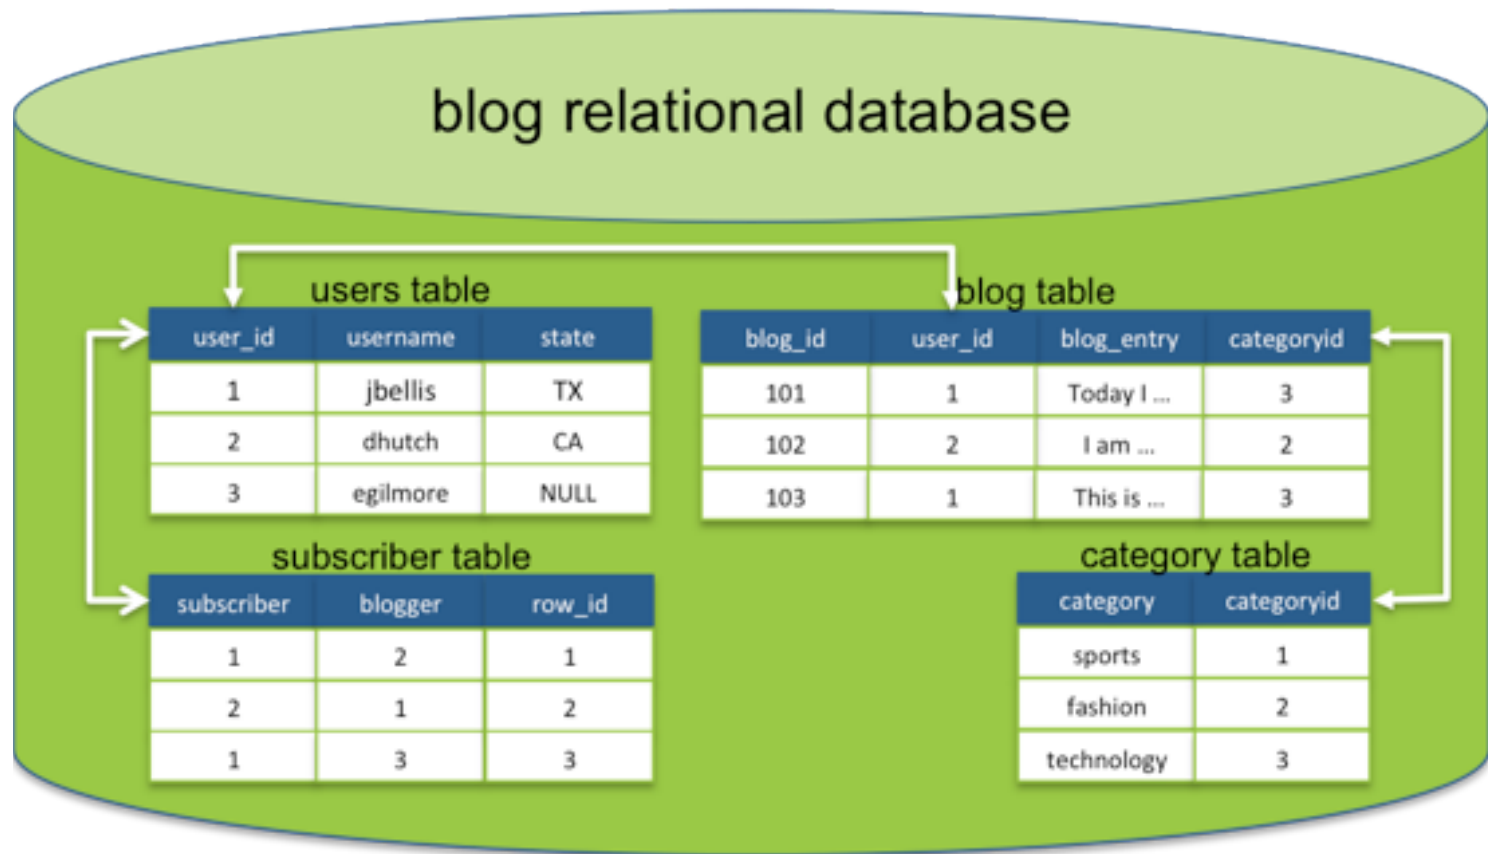 blog relational database
users table
user_id username state
1 jbellis TX
2 dhutch CA
3 egilmore NULL
blog table
blog_id user_id blog_entry categoryid
101 1 Today I ... 3
102 2 I am ... 2
103 1 This is ... 3
subscriber table
subscriber blogger row_id
1 2 1
2 1 2
1 3 3
category table
category categoryid
sports 1
fashion 2
technology 3